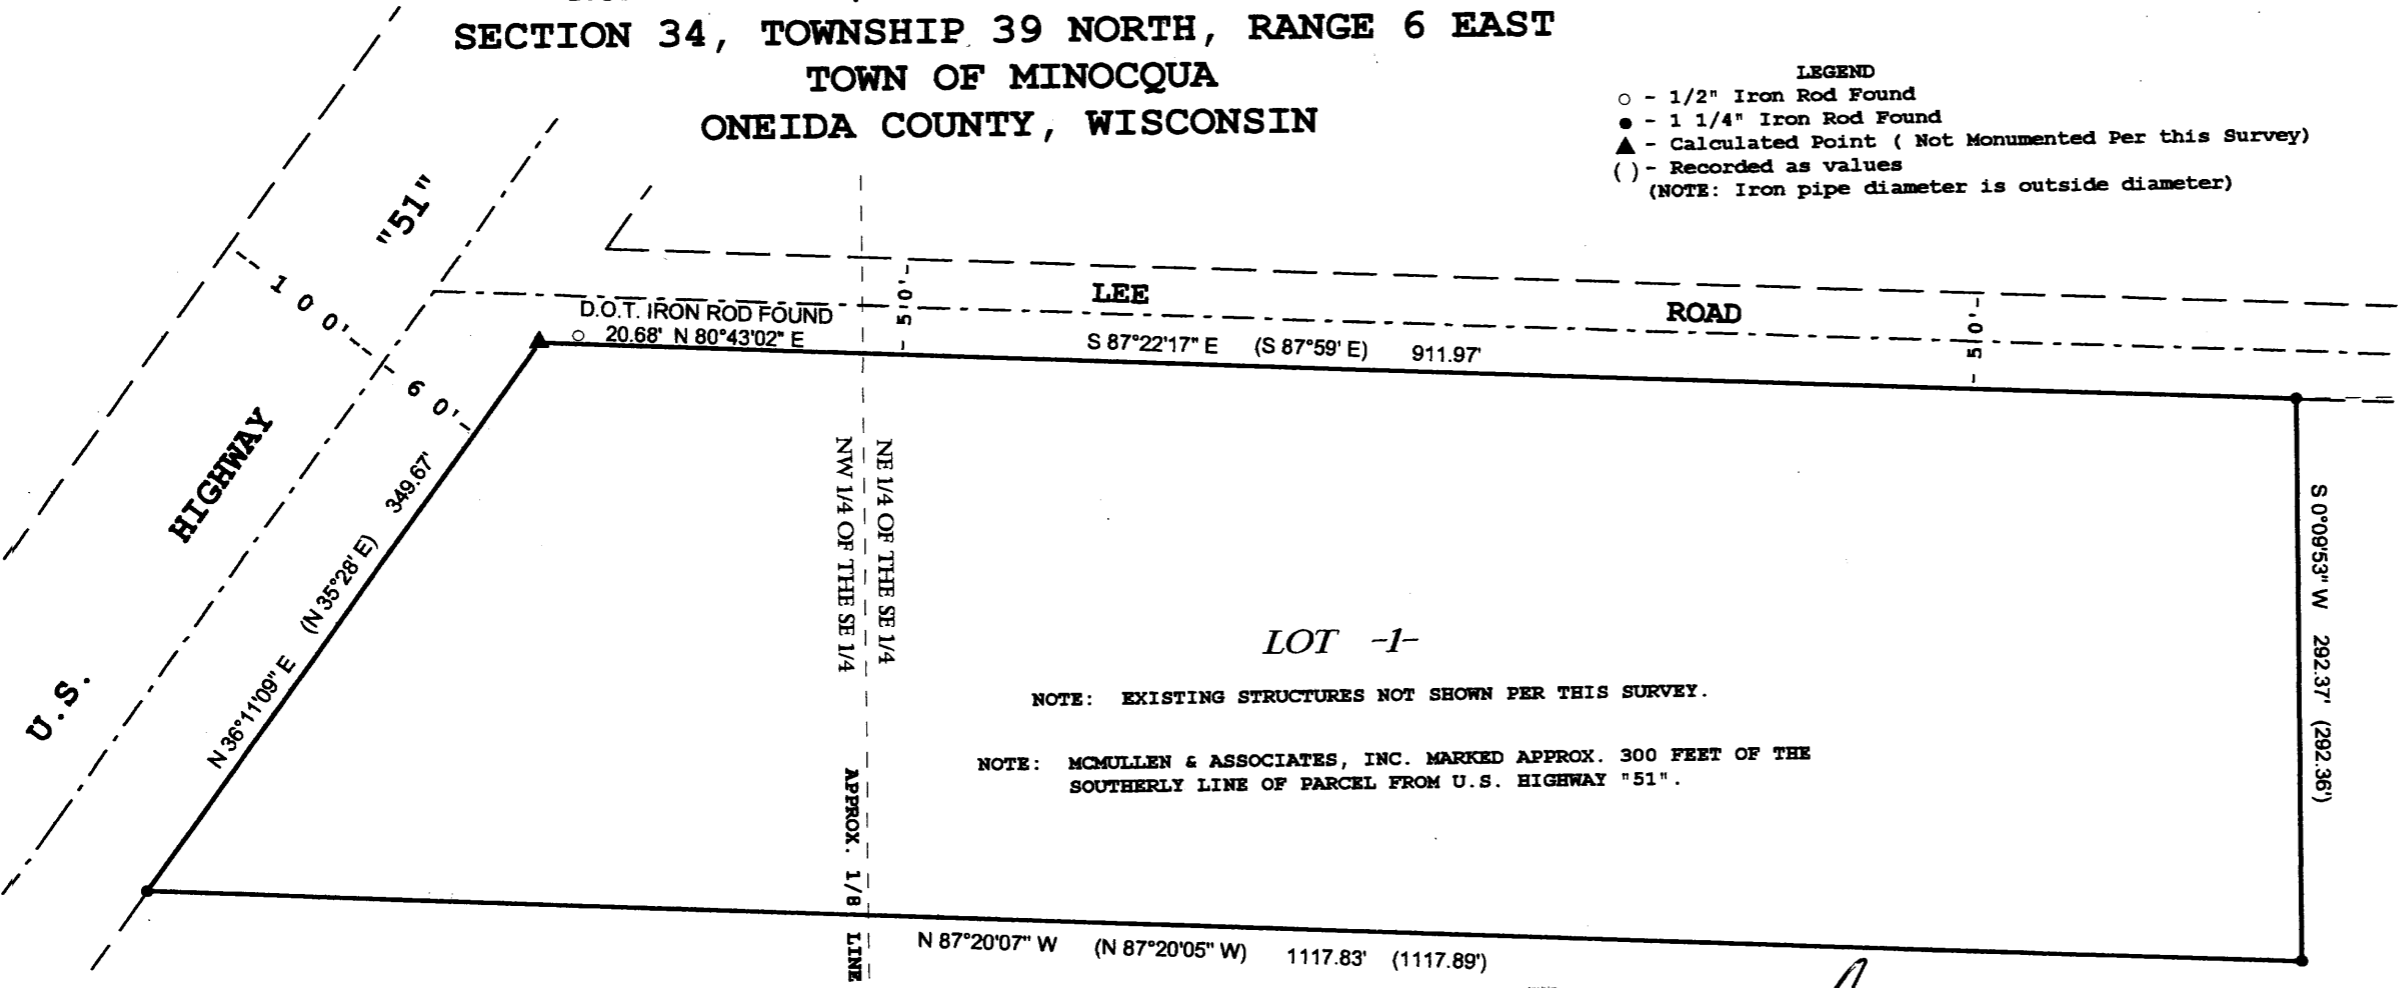 SECTION 34, TOWNSHIP 39 NORTH, RANGE 6 EAST
TOWN OF MINOCQUA
ONEIDA COUNTY, WISCONSIN
LEGEND
○ - 1/2" Iron Rod Found
● - 1 1/4" Iron Rod Found
▲ - Calculated Point ( Not Monumented Per this Survey)
( ) - Recorded as values
(NOTE: Iron pipe diameter is outside diameter)
U.S. HIGHWAY "51"
100'
60'
LEE ROAD
50'
50'
D.O.T. IRON ROD FOUND
20.68' N 80°43'02" E
S 87°22'17" E (S 87°59' E) 911.97'
N 36°11'09" E (N 35°28' E) 349.67'
NW 1/4 OF THE SE 1/4
NE 1/4 OF THE SE 1/4
APPROX. 1/8 LINE
S 0°09'53" W 292.37' (292.36')
LOT -1-
NOTE: EXISTING STRUCTURES NOT SHOWN PER THIS SURVEY.
NOTE: MCMULLEN & ASSOCIATES, INC. MARKED APPROX. 300 FEET OF THE
SOUTHERLY LINE OF PARCEL FROM U.S. HIGHWAY "51".
N 87°20'07" W (N 87°20'05" W) 1117.83' (1117.89')